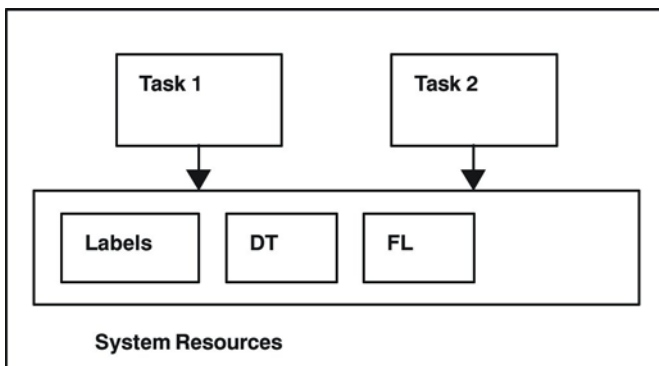 Task 1
Task 2
Labels
DT
FL
System Resources